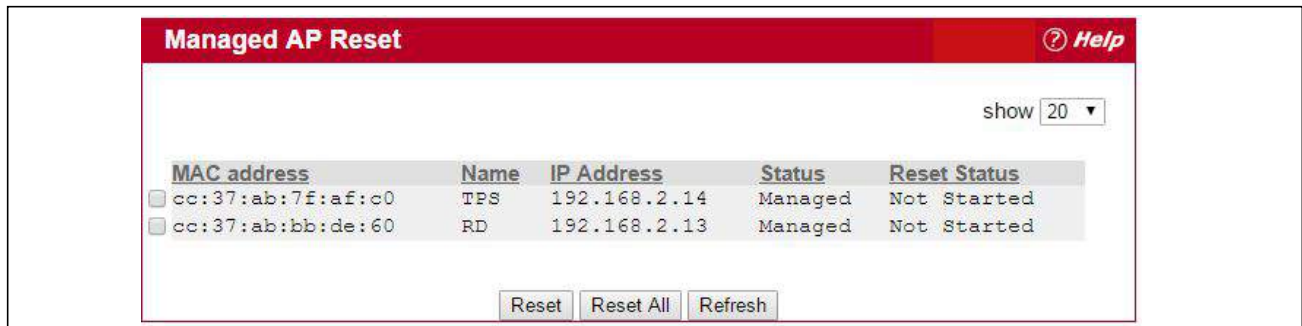 Managed AP Reset ? Help
show 20 ▼
MAC address Name IP Address Status Reset Status
cc:37:ab:7f:af:c0 TPS 192.168.2.14 Managed Not Started
cc:37:ab:bb:de:60 RD 192.168.2.13 Managed Not Started
Reset Reset All Refresh